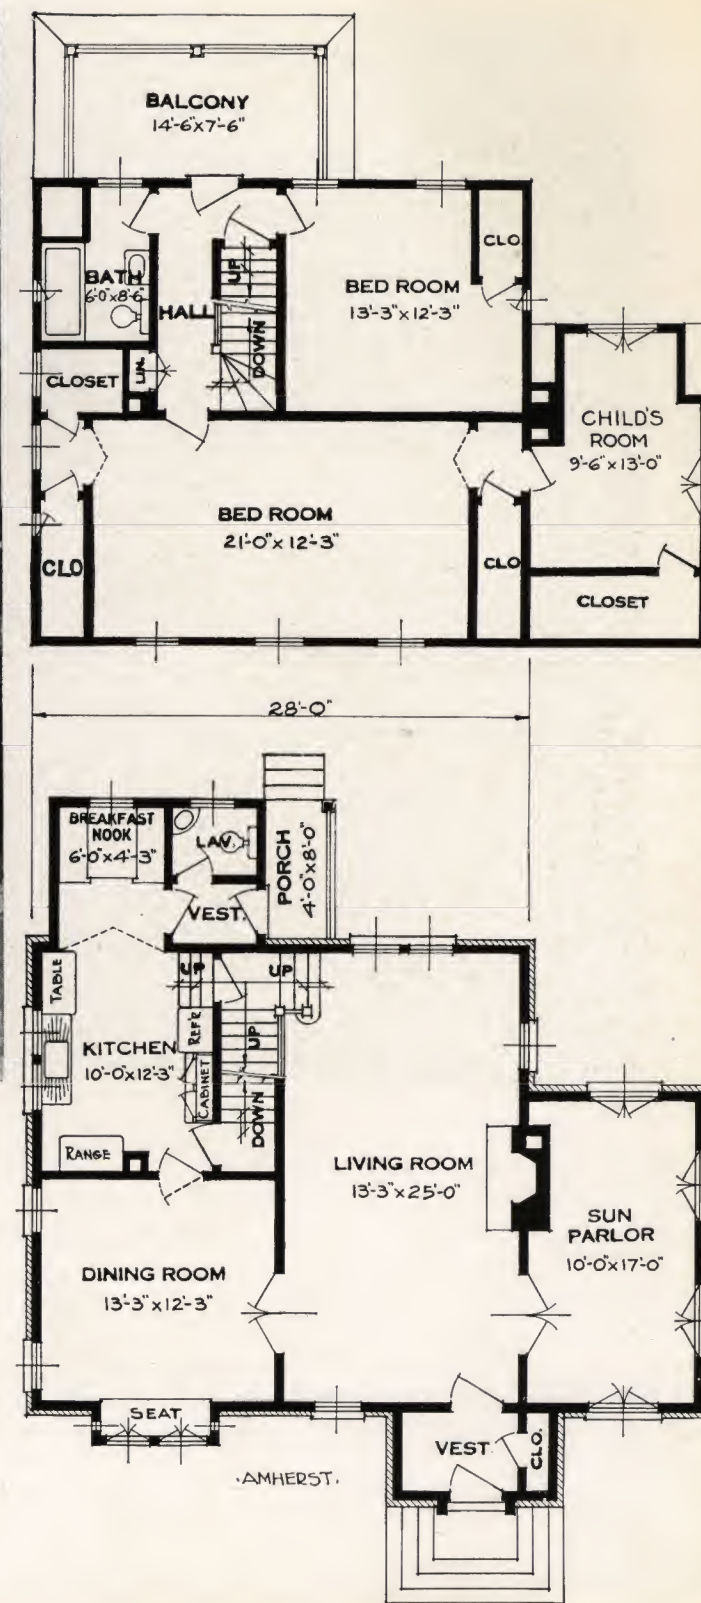 BALCONY
14'-6"x7'-6"
CLO.
BATH
6'-0"x8'-6"
UP
BED ROOM
13'-3"x12'-3"
HALL
DOWN
LIN.
CLOSET
CHILD'S
ROOM
9'-6"x13'-0"
BED ROOM
21'-0"x12'-3"
CLO
CLO
CLOSET
28'-0"
BREAKFAST
NOOK
6'-0"x4'-3"
LAV.
PORCH
4'-0"x8'-0"
VEST.
TABLE
UP
UP
REF'R
UP
KITCHEN
10'-0"x12'-3"
CABINET
DOWN
RANGE
LIVING ROOM
13'-3"x25'-0"
SUN
PARLOR
10'-0"x17'-0"
DINING ROOM
13'-3"x12'-3"
SEAT
VEST.
CLO.
·AMHERST·